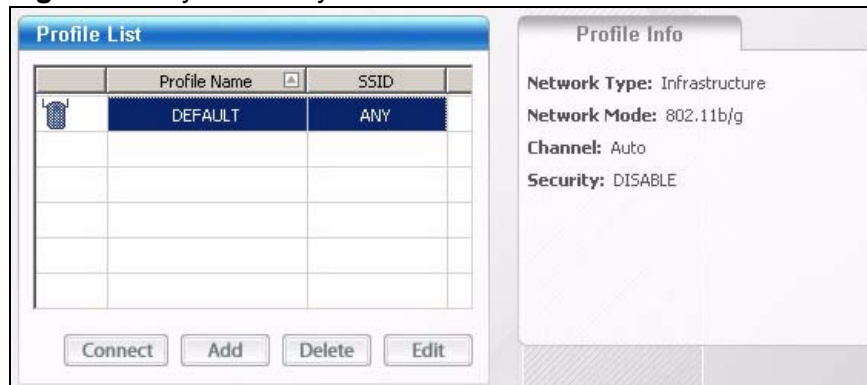 Profile List
Profile Name SSID
DEFAULT ANY
Connect Add Delete Edit
Profile Info
Network Type: Infrastructure
Network Mode: 802.11b/g
Channel: Auto
Security: DISABLE